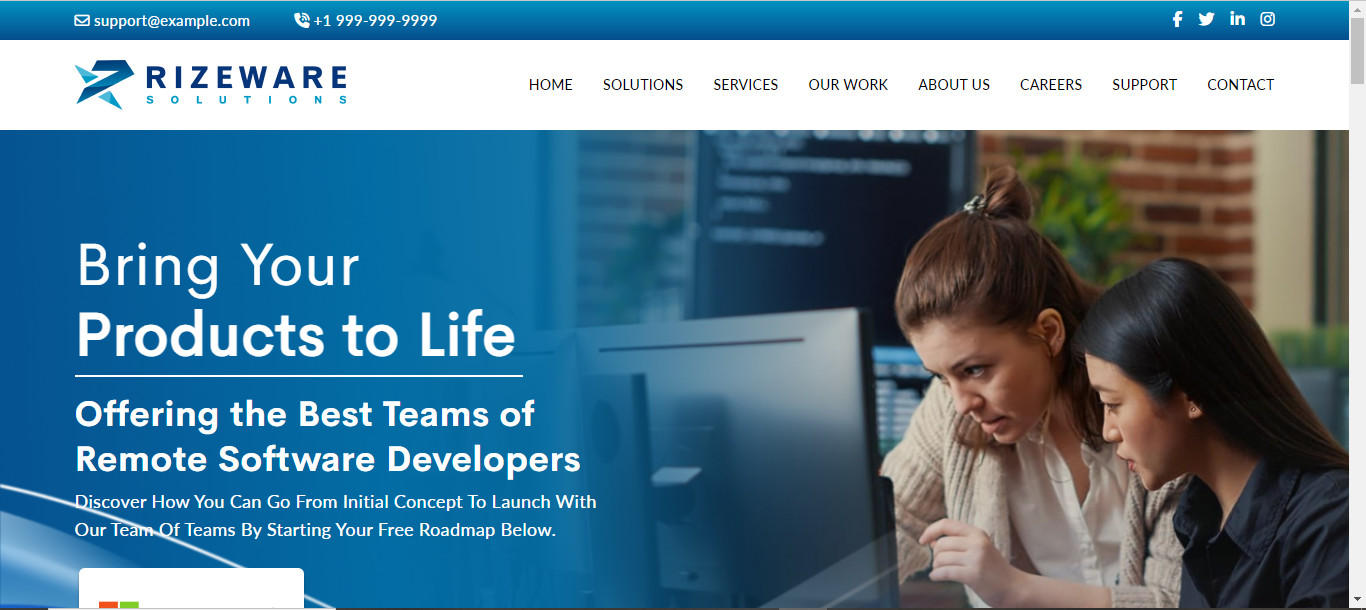 support@example.com +1 999-999-9999
RIZEWARE
SOLUTIONS
HOME SOLUTIONS SERVICES OUR WORK ABOUT US CAREERS SUPPORT CONTACT
Bring Your
Products to Life
Offering the Best Teams of
Remote Software Developers
Discover How You Can Go From Initial Concept To Launch With
Our Team Of Teams By Starting Your Free Roadmap Below.